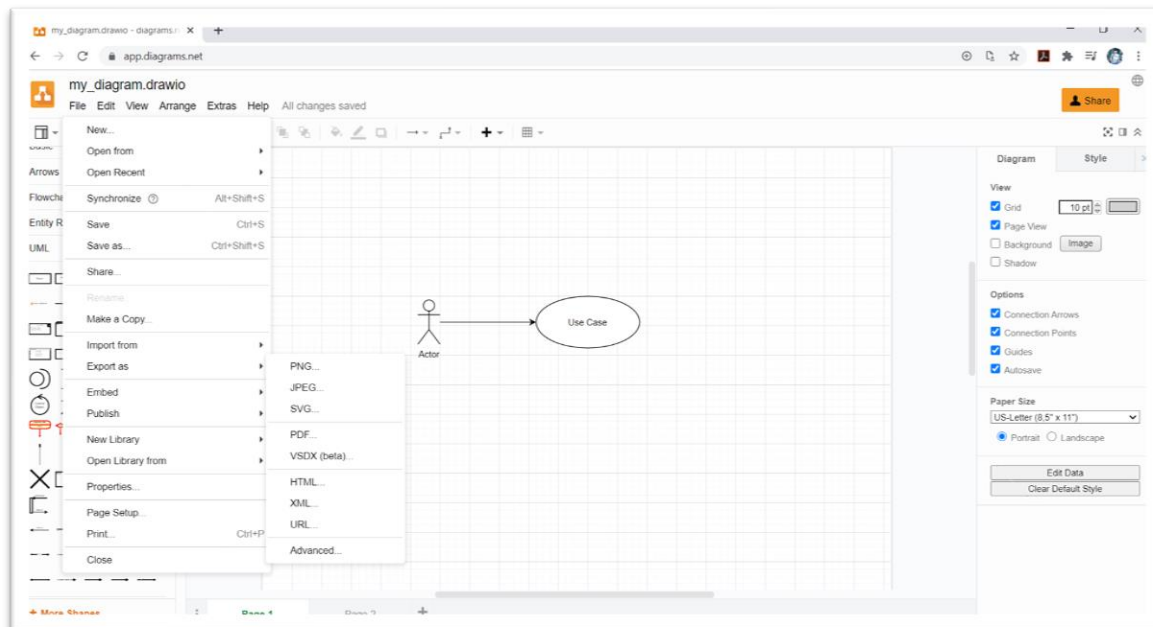 my_diagram.drawio - diagrams.n
app.diagrams.net
my_diagram.drawio
File Edit View Arrange Extras Help All changes saved
Share
New...
Open from
Open Recent
Synchronize Alt+Shift+S
Save Ctrl+S
Save as... Ctrl+Shift+S
Share...
Rename...
Make a Copy...
Import from
Export as
Embed
Publish
New Library
Open Library from
Properties...
Page Setup...
Print... Ctrl+P
Close
PNG...
JPEG...
SVG...
PDF...
VSDX (beta)...
HTML...
XML...
URL...
Advanced...
Arrows
Flowcha
Entity R
UML
+ More Shapes
Actor
Use Case
Page 1 Page 2
Diagram Style
View
Grid 10 pt
Page View
Background Image
Shadow
Options
Connection Arrows
Connection Points
Guides
Autosave
Paper Size
US-Letter (8,5" x 11")
Portrait Landscape
Edit Data
Clear Default Style